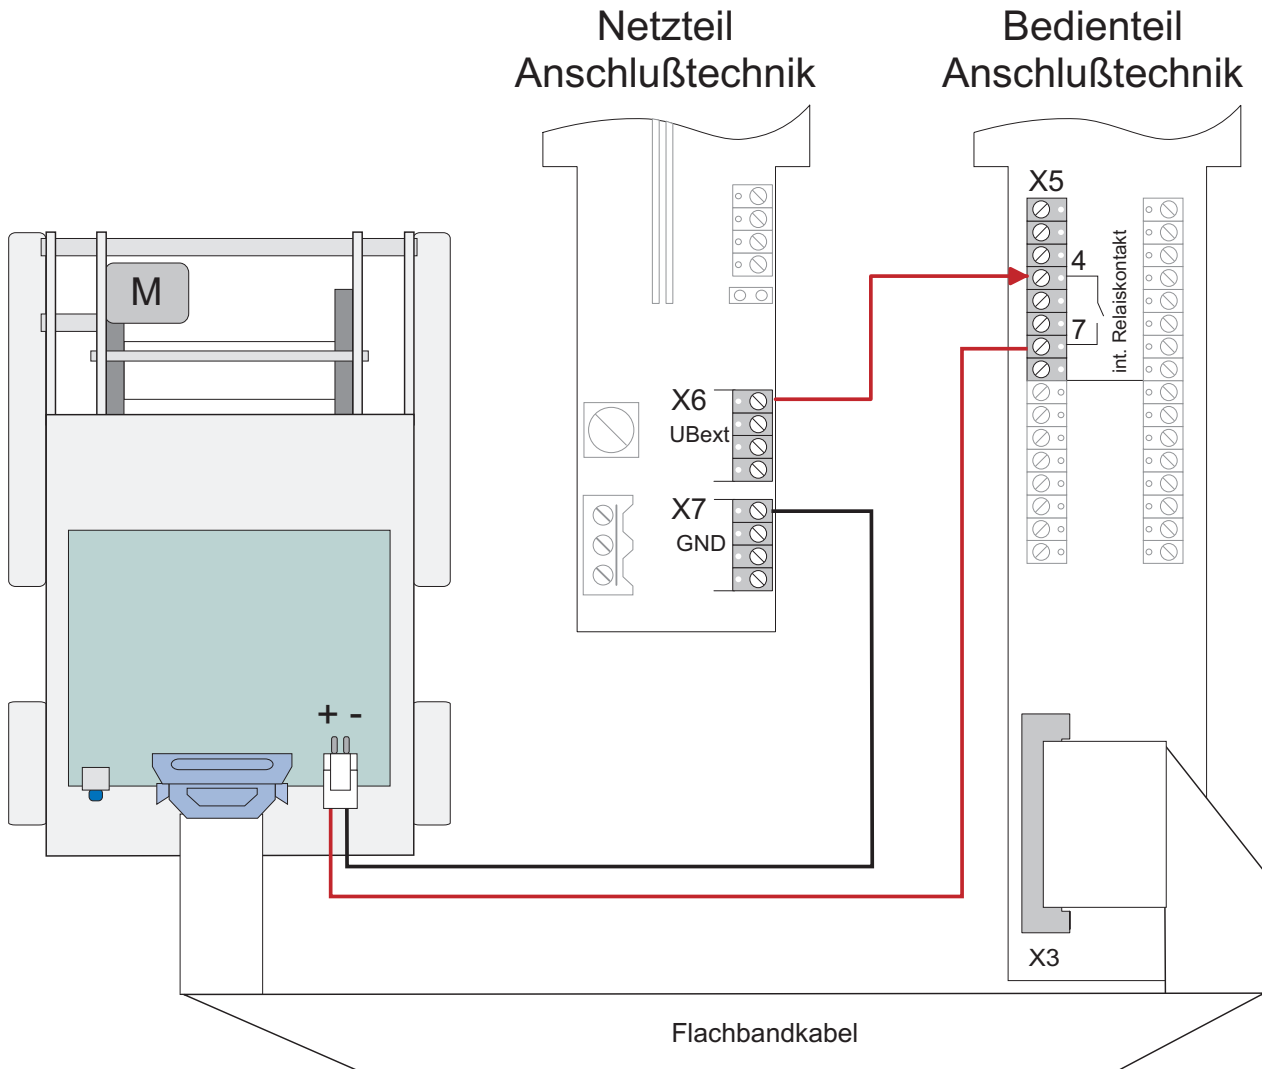 Netzteil
Anschlußtechnik
Bedienteil
Anschlußtechnik
X5
4
7
int. Relaiskontakt
M
X6
UBext
X7
GND
+ -
X3
Flachbandkabel